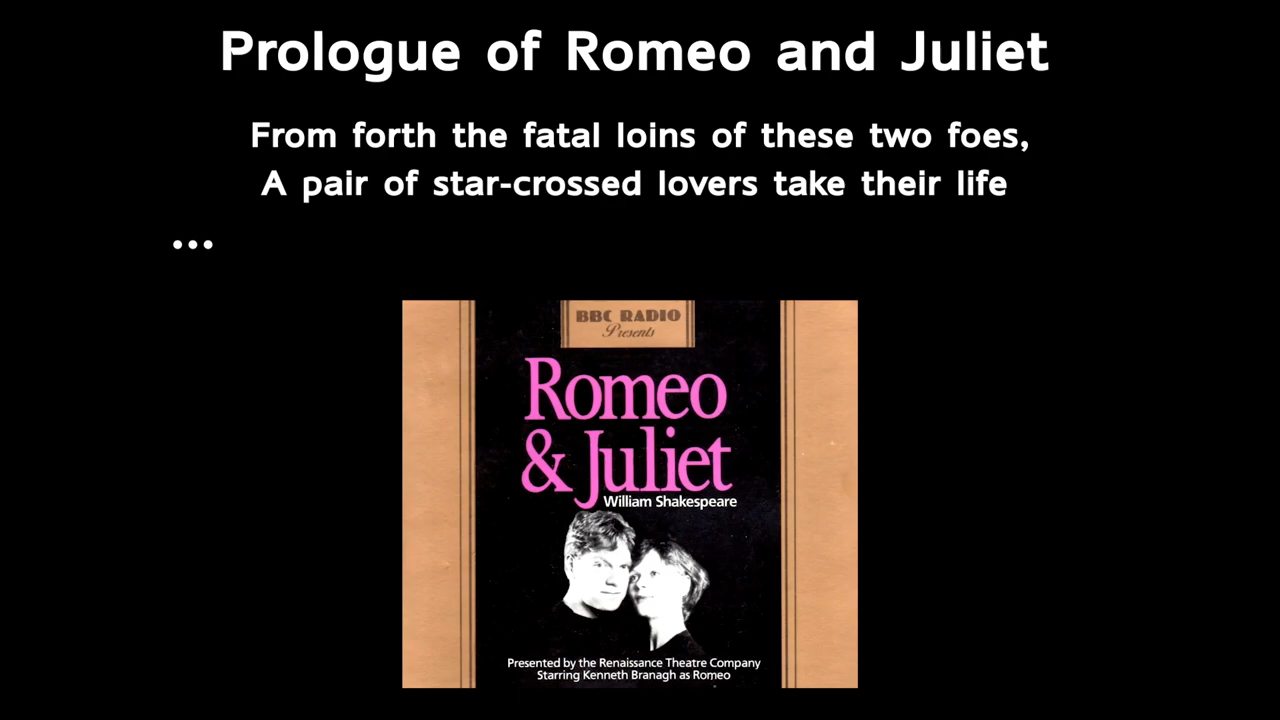 Prologue of Romeo and Juliet
From forth the fatal loins of these two foes,
A pair of star-crossed lovers take their life
...
BBC RADIO
Presents
Romeo
& Juliet
William Shakespeare
Presented by the Renaissance Theatre Company
Starring Kenneth Branagh as Romeo